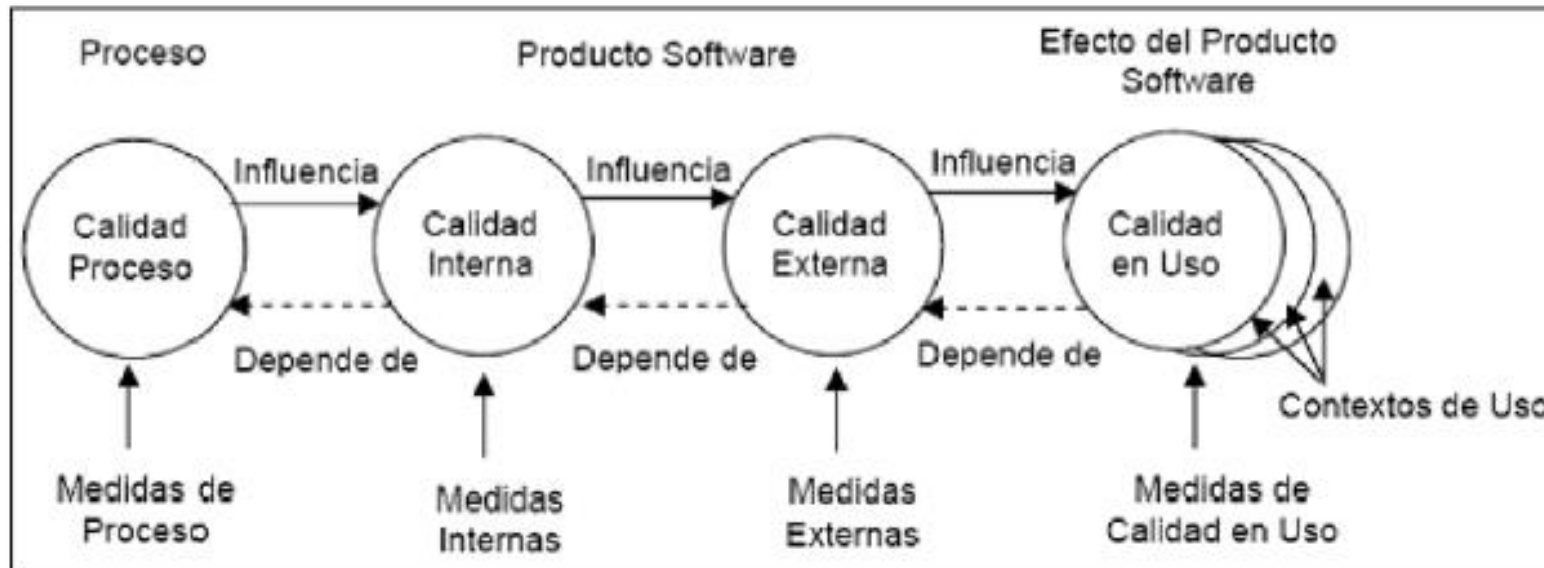 Proceso
Producto Software
Efecto del Producto
Software
Influencia
Influencia
Influencia
Calidad
Proceso
Calidad
Interna
Calidad
Externa
Calidad
en Uso
Depende de
Depende de
Depende de
Contextos de Uso
Medidas de
Proceso
Medidas
Internas
Medidas
Externas
Medidas de
Calidad en Uso